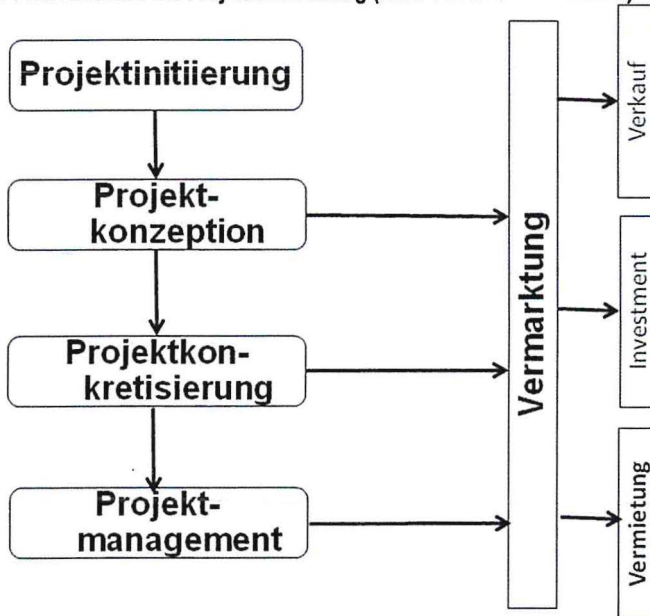 Projektinitiierung
Projekt-
konzeption
Projektkon-
kretisierung
Projekt-
management
Vermarktung
Verkauf
Investment
Vermietung